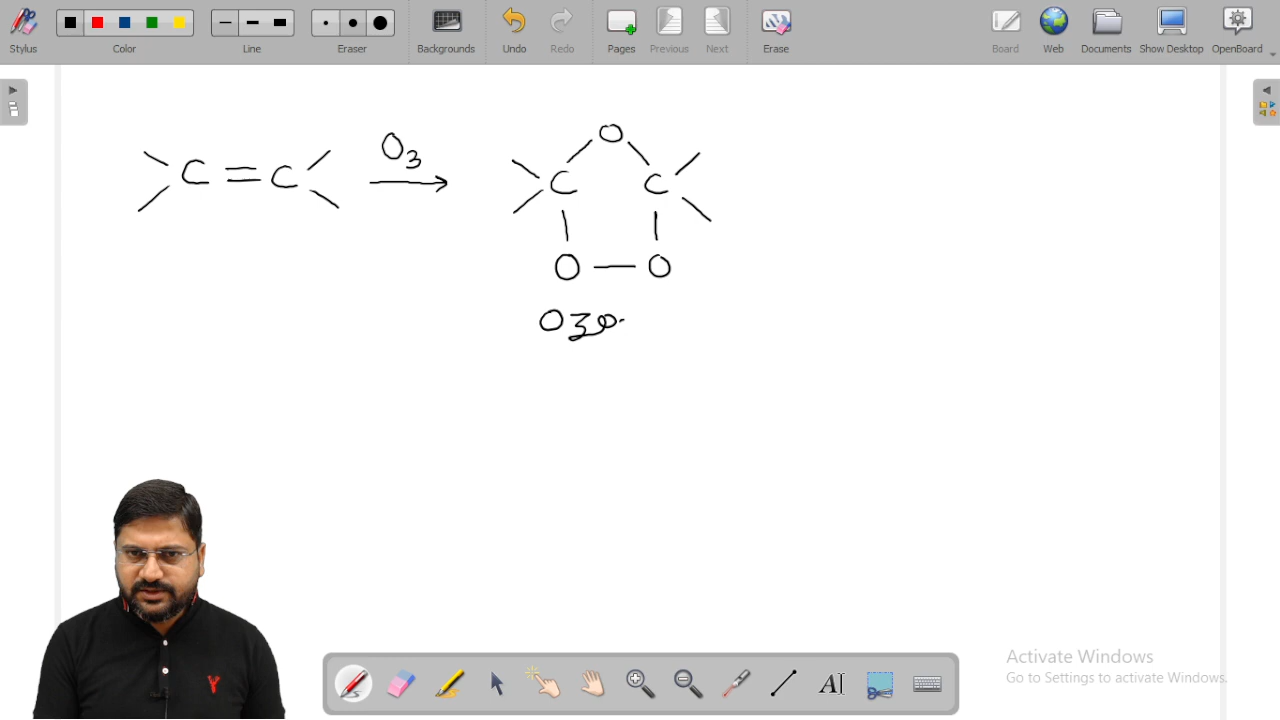 Stylus Color Line Eraser Backgrounds Undo Redo Pages Previous Next Erase Board Web Documents Show Desktop OpenBoard
O
C = C O3 C C
O — O
Ozo
AI
Activate Windows
Go to Settings to activate Windows.